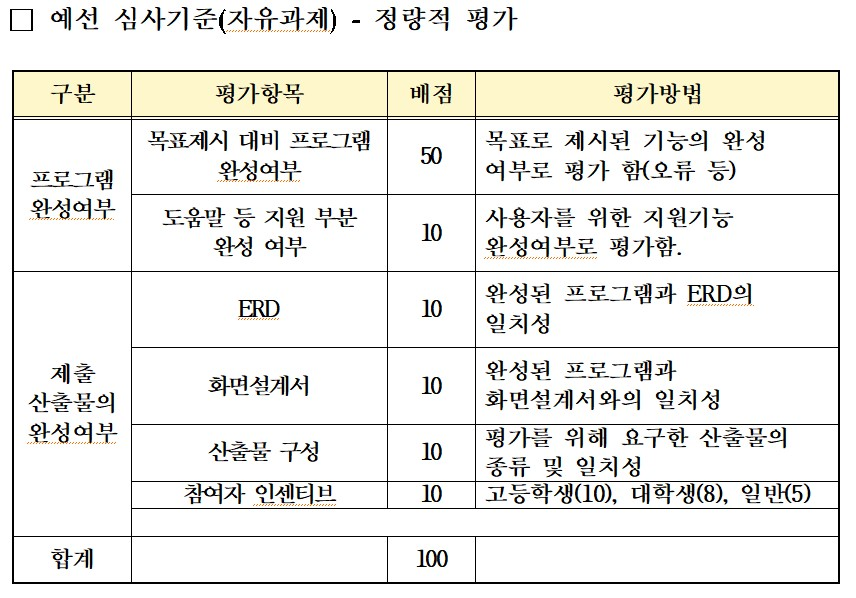 □ 예선 심사기준(자유과제) - 정량적 평가
구분 평가항목 배점 평가방법
프로그램
완성여부
목표제시 대비 프로그램
완성여부
50
목표로 제시된 기능의 완성
여부로 평가 함(오류 등)
도움말 등 지원 부분
완성 여부
10
사용자를 위한 지원기능
완성여부로 평가함.
제출
산출물의
완성여부
ERD
10
완성된 프로그램과 ERD의
일치성
화면설계서
10
완성된 프로그램과
화면설계서와의 일치성
산출물 구성
10
평가를 위해 요구한 산출물의
종류 및 일치성
참여자 인센티브
10
고등학생(10), 대학생(8), 일반(5)
합계 100